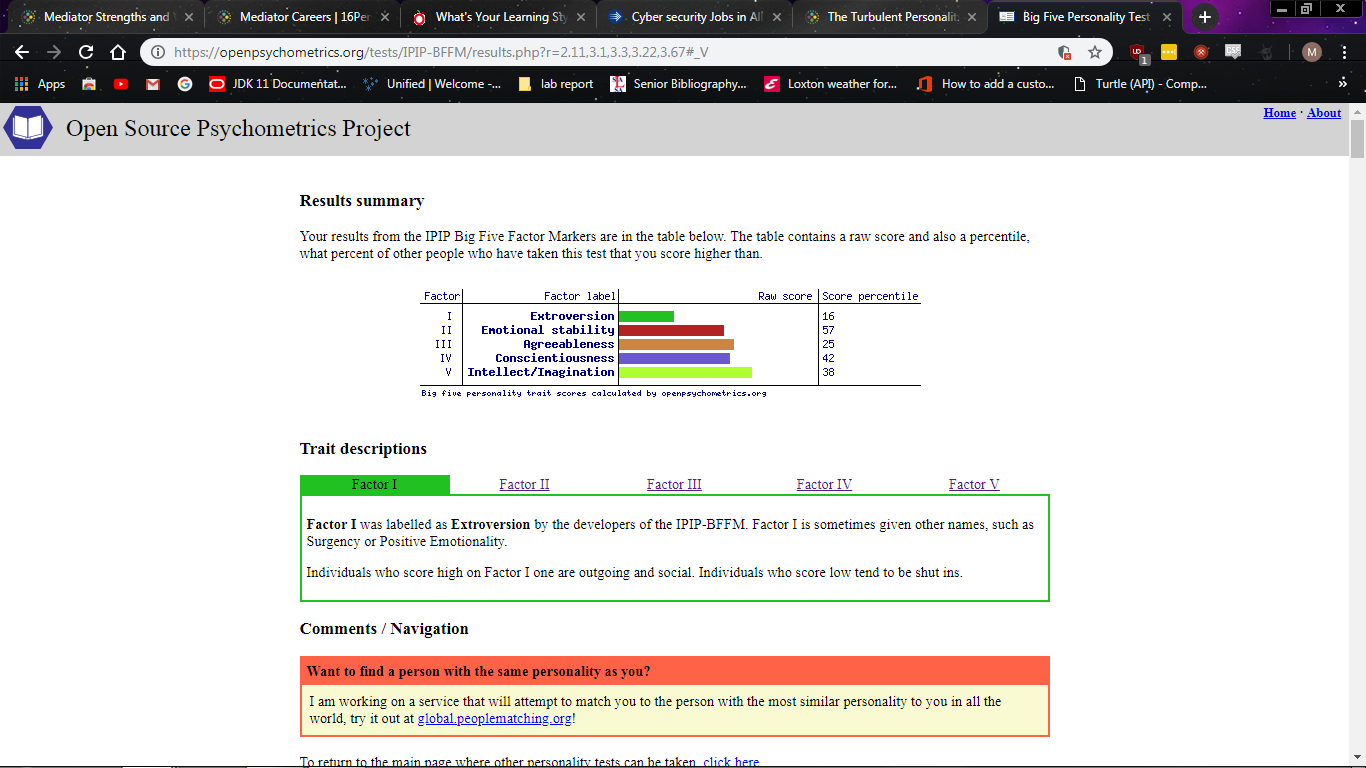 Mediator Strengths and
Mediator Careers | 16Per
What's Your Learning Sty
Cyber security Jobs in All
The Turbulent Personalit
Big Five Personality Test
https://openpsychometrics.org/tests/IPIP-BFFM/results.php?r=2.11,3.1,3.3,3.22,3.67#_V
1
M
Apps
JDK 11 Documentat...
Unified | Welcome -...
lab report
Senior Bibliography...
Loxton weather for...
How to add a custo...
Turtle (API) - Comp...
»
Open Source Psychometrics Project
Home · About
Results summary
Your results from the IPIP Big Five Factor Markers are in the table below. The table contains a raw score and also a percentile,
what percent of other people who have taken this test that you score higher than.
Factor Factor label Raw score Score percentile
I Extroversion 16
II Emotional stability 57
III Agreeableness 25
IV Conscientiousness 42
V Intellect/Imagination 38
Big five personality trait scores calculated by openpsychometrics.org
Trait descriptions
Factor I Factor II Factor III Factor IV Factor V
Factor I was labelled as Extroversion by the developers of the IPIP-BFFM. Factor I is sometimes given other names, such as
Surgency or Positive Emotionality.
Individuals who score high on Factor I one are outgoing and social. Individuals who score low tend to be shut ins.
Comments / Navigation
Want to find a person with the same personality as you?
I am working on a service that will attempt to match you to the person with the most similar personality to you in all the
world, try it out at global.peoplematching.org!
To return to the main page where other personality tests can be taken, click here